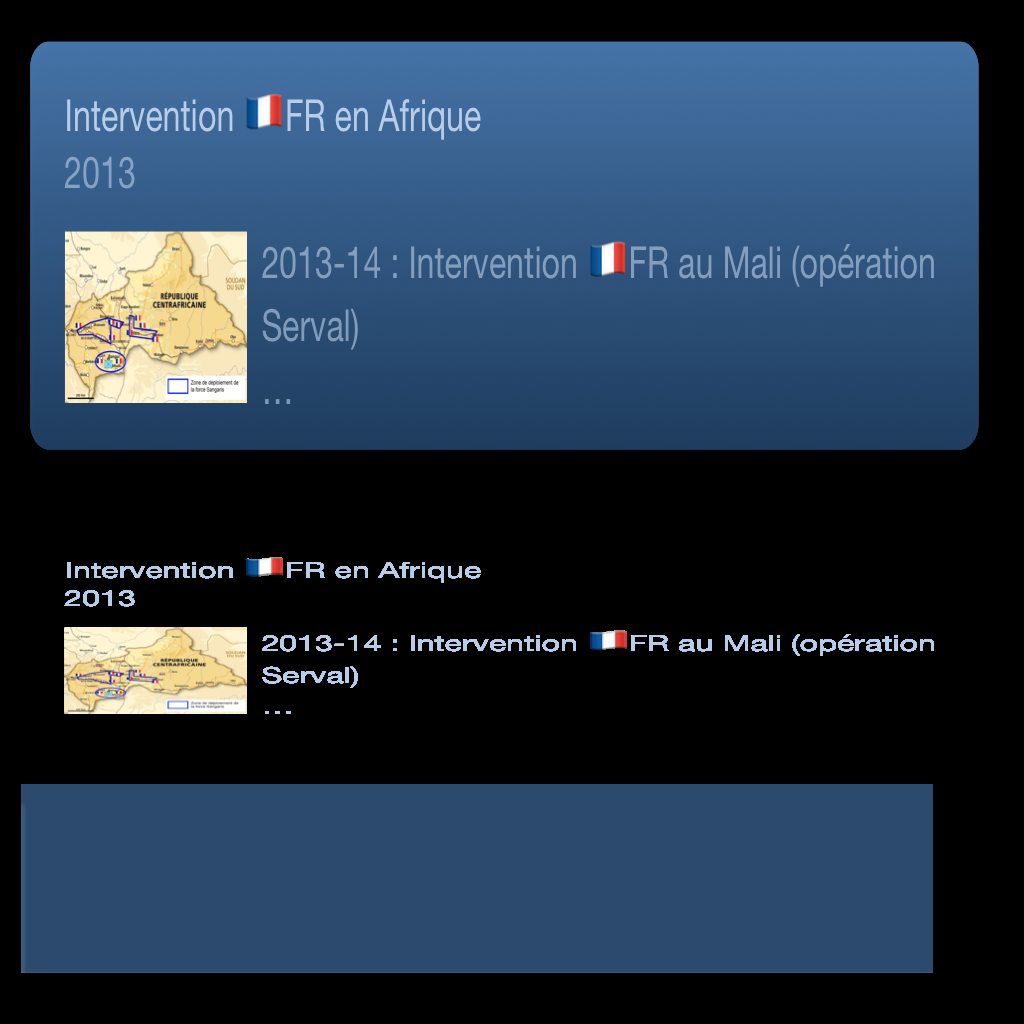 Intervention 🇫🇷FR en Afrique
2013
RÉPUBLIQUE
CENTRAFRICAINE
SOUDAN
DU SUD
Zone de déploiement de
la force Sangaris
2013-14 : Intervention 🇫🇷FR au Mali (opération
Serval)
...
Intervention 🇫🇷FR en Afrique
2013
RÉPUBLIQUE
CENTRAFRICAINE
SOUDAN
DU SUD
Zone de déploiement de
la force Sangaris
2013-14 : Intervention 🇫🇷FR au Mali (opération
Serval)
...